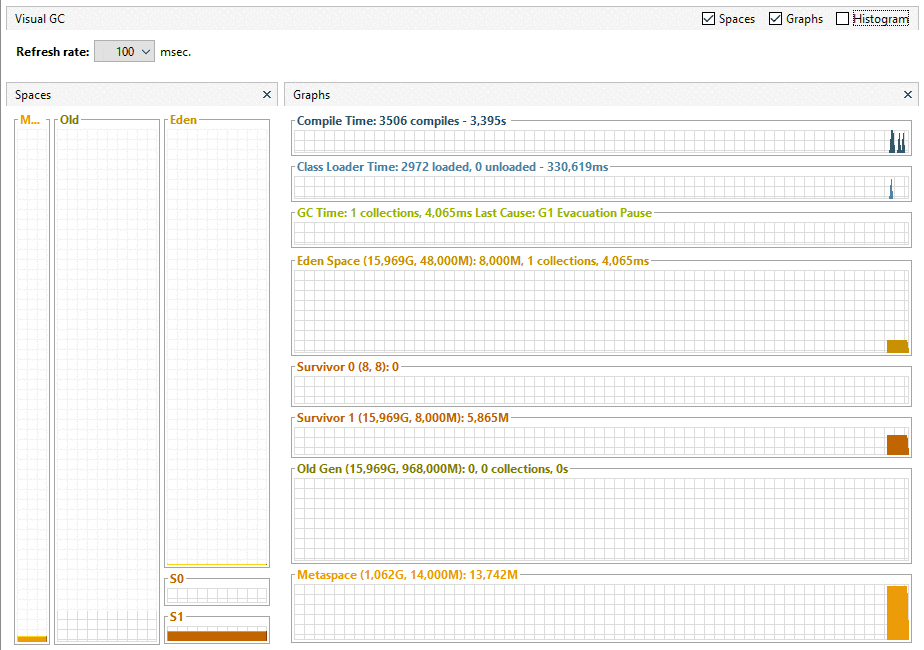 Visual GC
Spaces Graphs Histogram
Refresh rate: 100 msec.
Spaces ×
Graphs ×
M... Old Eden
S0
S1
Compile Time: 3506 compiles - 3,395s
Class Loader Time: 2972 loaded, 0 unloaded - 330,619ms
GC Time: 1 collections, 4,065ms Last Cause: G1 Evacuation Pause
Eden Space (15,969G, 48,000M): 8,000M, 1 collections, 4,065ms
Survivor 0 (8, 8): 0
Survivor 1 (15,969G, 8,000M): 5,865M
Old Gen (15,969G, 968,000M): 0, 0 collections, 0s
Metaspace (1,062G, 14,000M): 13,742M